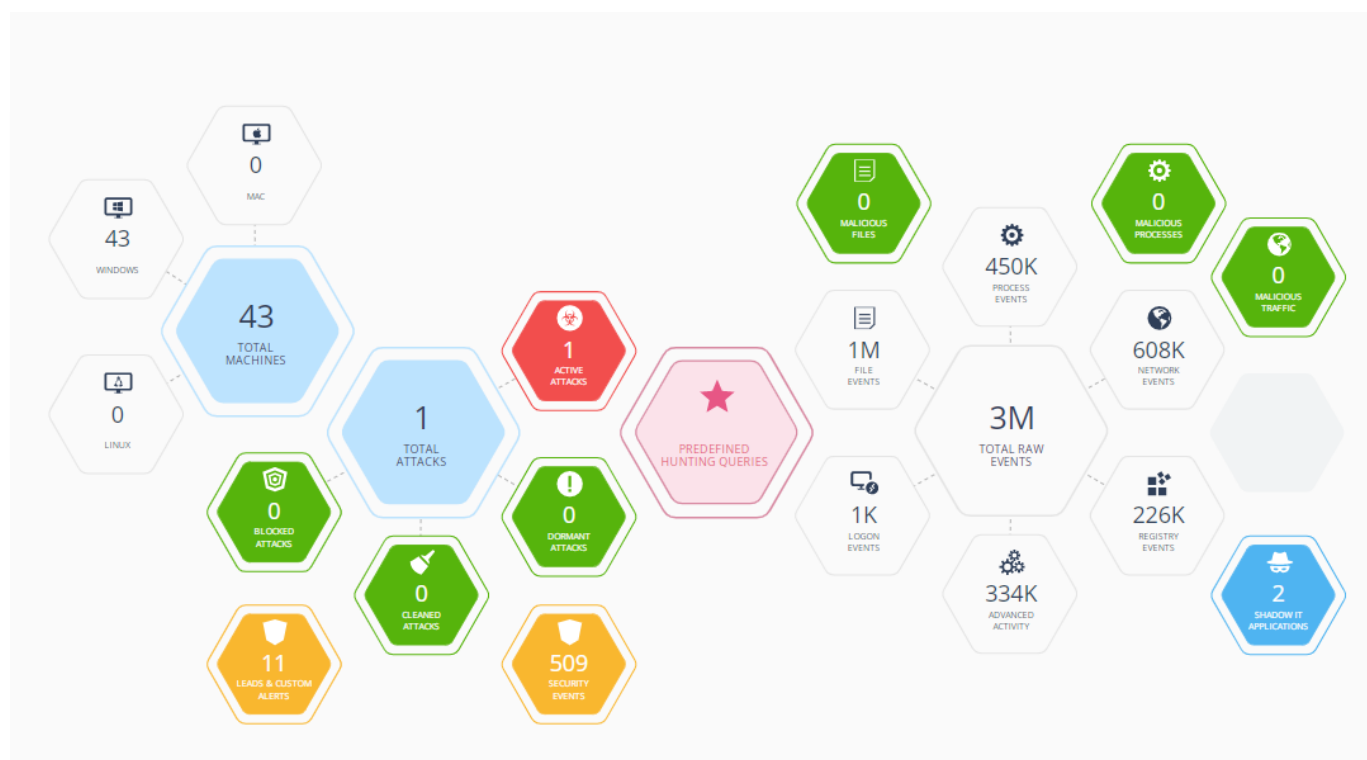 0
MAC
43
WINDOWS
43
TOTAL
MACHINES
0
LINUX
1
TOTAL
ATTACKS
1
ACTIVE
ATTACKS
0
BLOCKED
ATTACKS
0
DORMANT
ATTACKS
0
CLEANED
ATTACKS
11
LEADS & CUSTOM
ALERTS
509
SECURITY
EVENTS
PREDEFINED
HUNTING QUERIES
0
MALICIOUS
FILES
450K
PROCESS
EVENTS
0
MALICIOUS
PROCESSES
0
MALICIOUS
TRAFFIC
1M
FILE
EVENTS
608K
NETWORK
EVENTS
3M
TOTAL RAW
EVENTS
1K
LOGON
EVENTS
226K
REGISTRY
EVENTS
334K
ADVANCED
ACTIVITY
2
SHADOW IT
APPLICATIONS